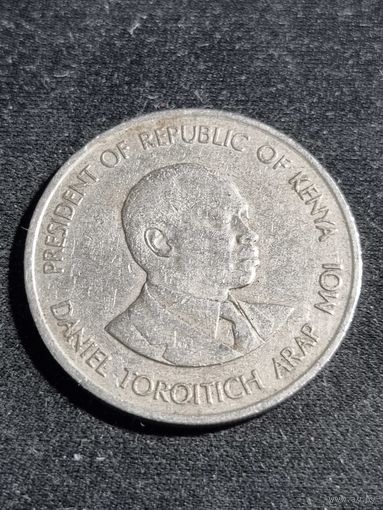 PRESIDENT OF REPUBLIC OF KENYA
DANIEL TOROITICH ARAP MOI